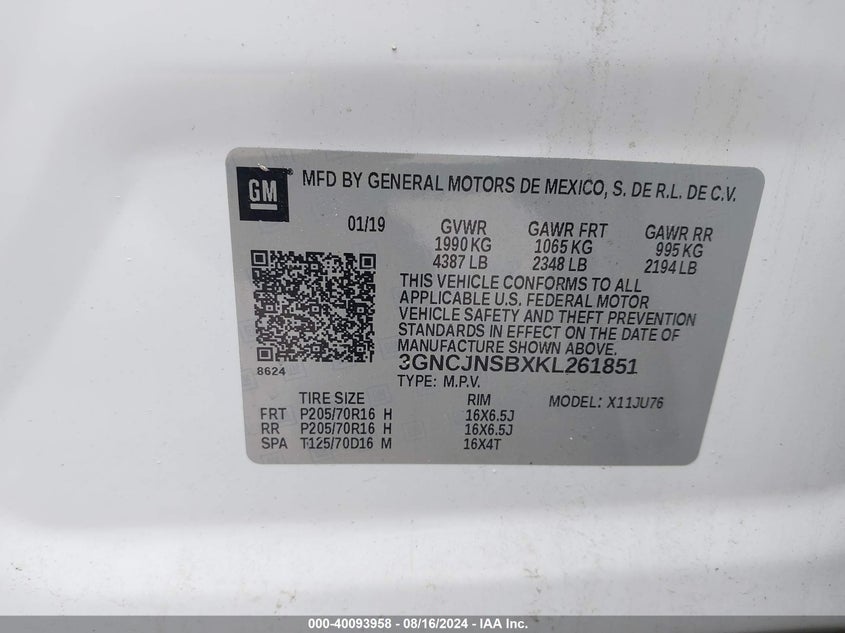 GM
MFD BY GENERAL MOTORS DE MEXICO, S. DE R.L. DE C.V.
01/19 GVWR GAWR FRT GAWR RR
1990 KG 1065 KG 995 KG
4387 LB 2348 LB 2194 LB
THIS VEHICLE CONFORMS TO ALL
APPLICABLE U.S. FEDERAL MOTOR
VEHICLE SAFETY AND THEFT PREVENTION
STANDARDS IN EFFECT ON THE DATE OF
MANUFACTURE SHOWN ABOVE.
8624
3GNCJNSBXKL261851
TYPE: M.P.V.
TIRE SIZE RIM MODEL: X11JU76
FRT P205/70R16 H 16X6.5J
RR P205/70R16 H 16X6.5J
SPA T125/70D16 M 16X4T
000-40093958 - 08/16/2024 - IAA Inc.